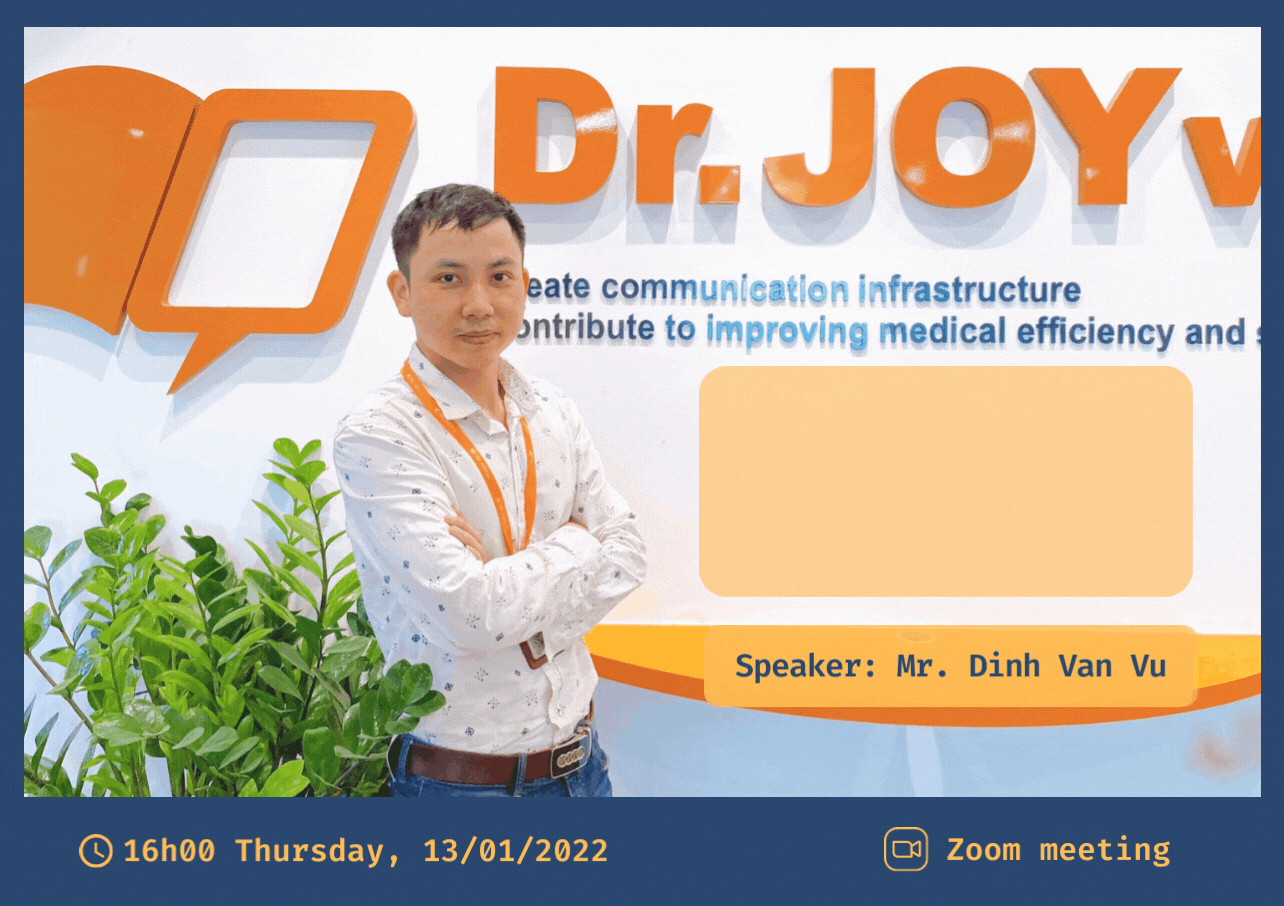 Dr. JOY v
eate communication infrastructure
ontribute to improving medical efficiency and s
Speaker: Mr. Dinh Van Vu
16h00 Thursday, 13/01/2022
Zoom meeting